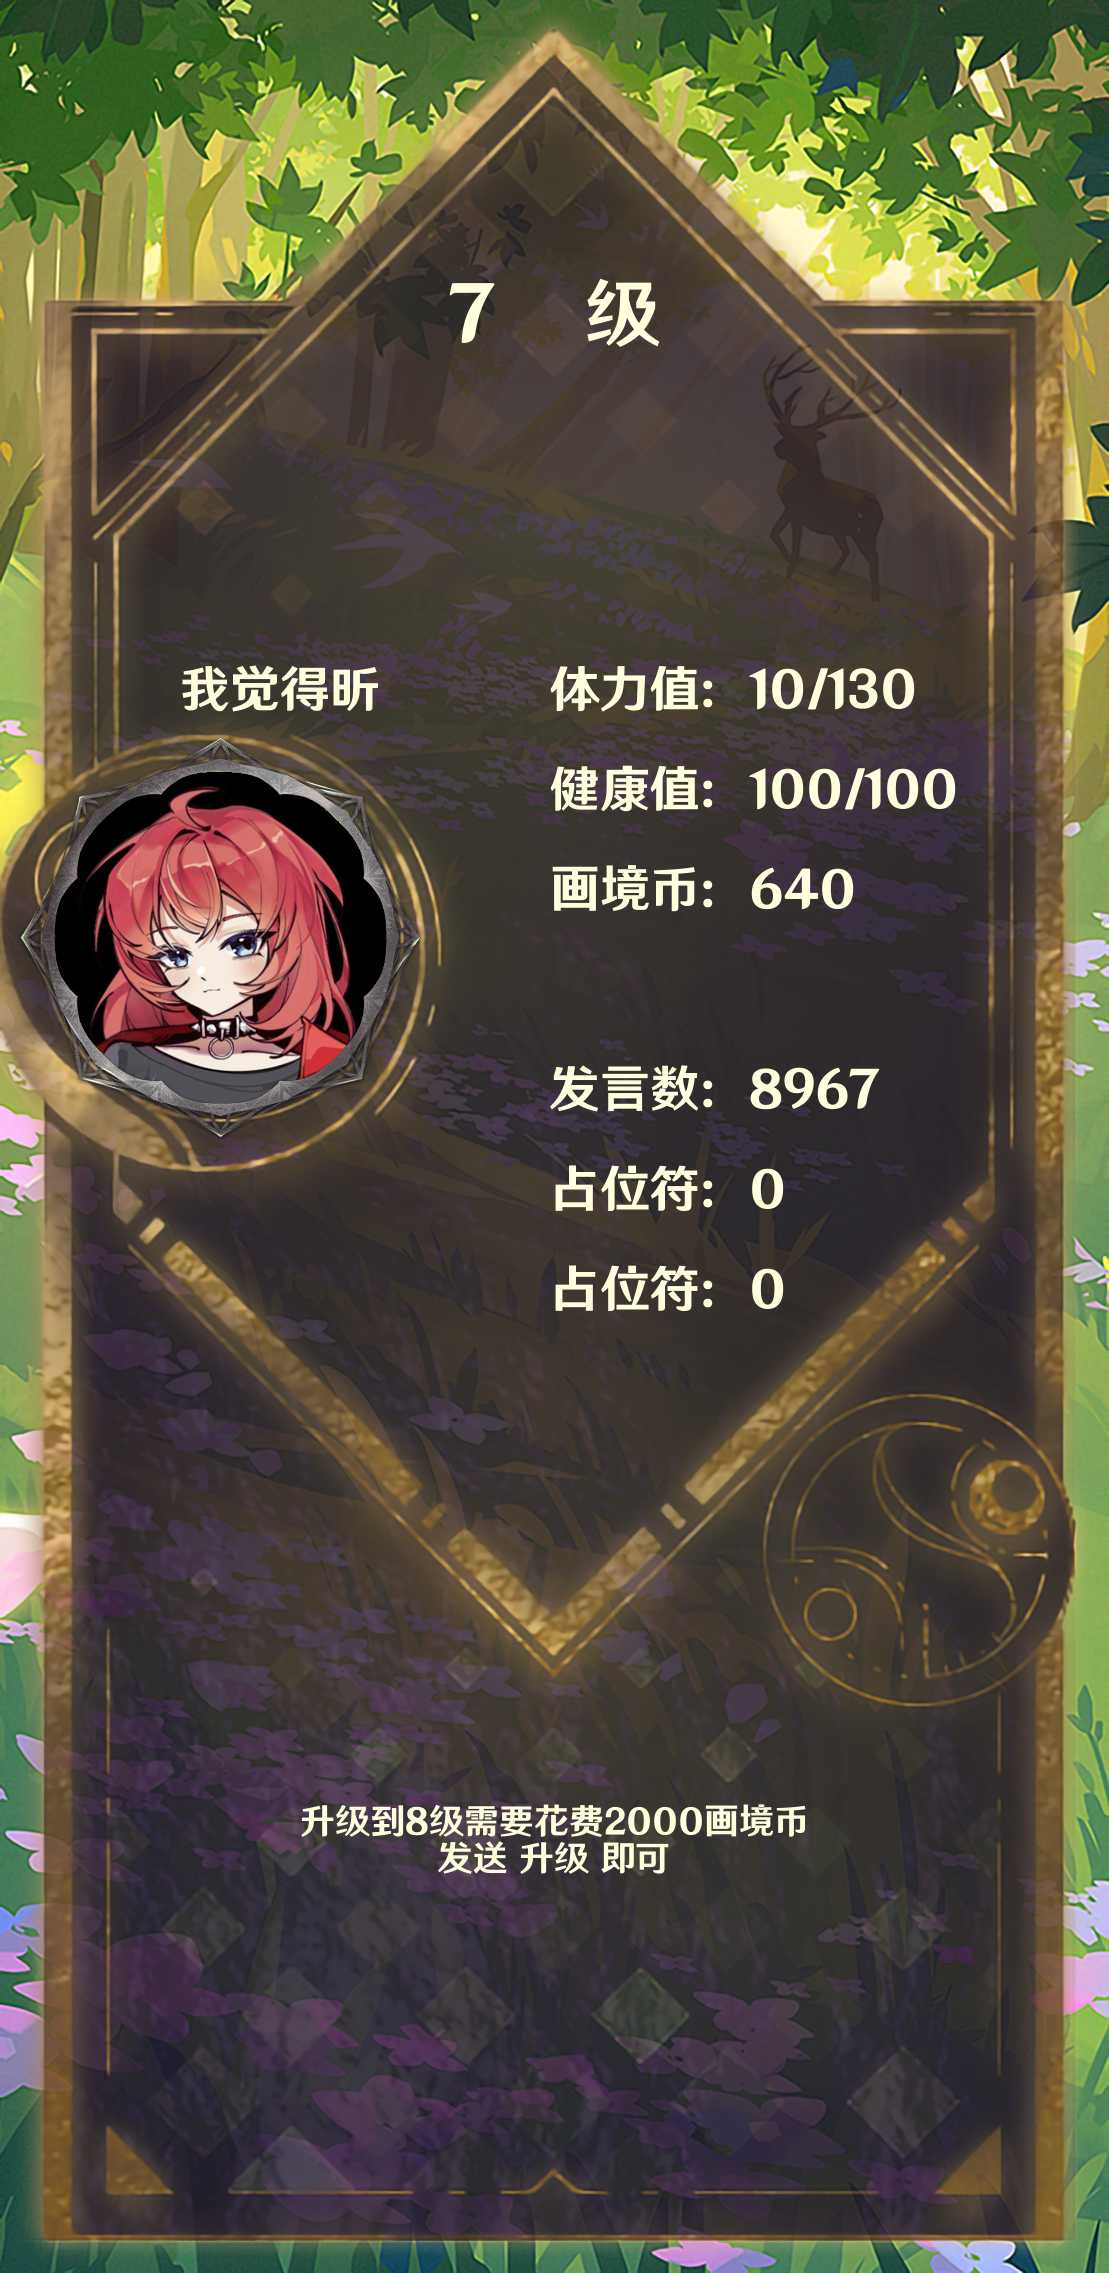 7 级
我觉得昕
体力值: 10/130
健康值: 100/100
画境币: 640
发言数: 8967
占位符: 0
占位符: 0
升级到8级需要花费2000画境币
发送 升级 即可